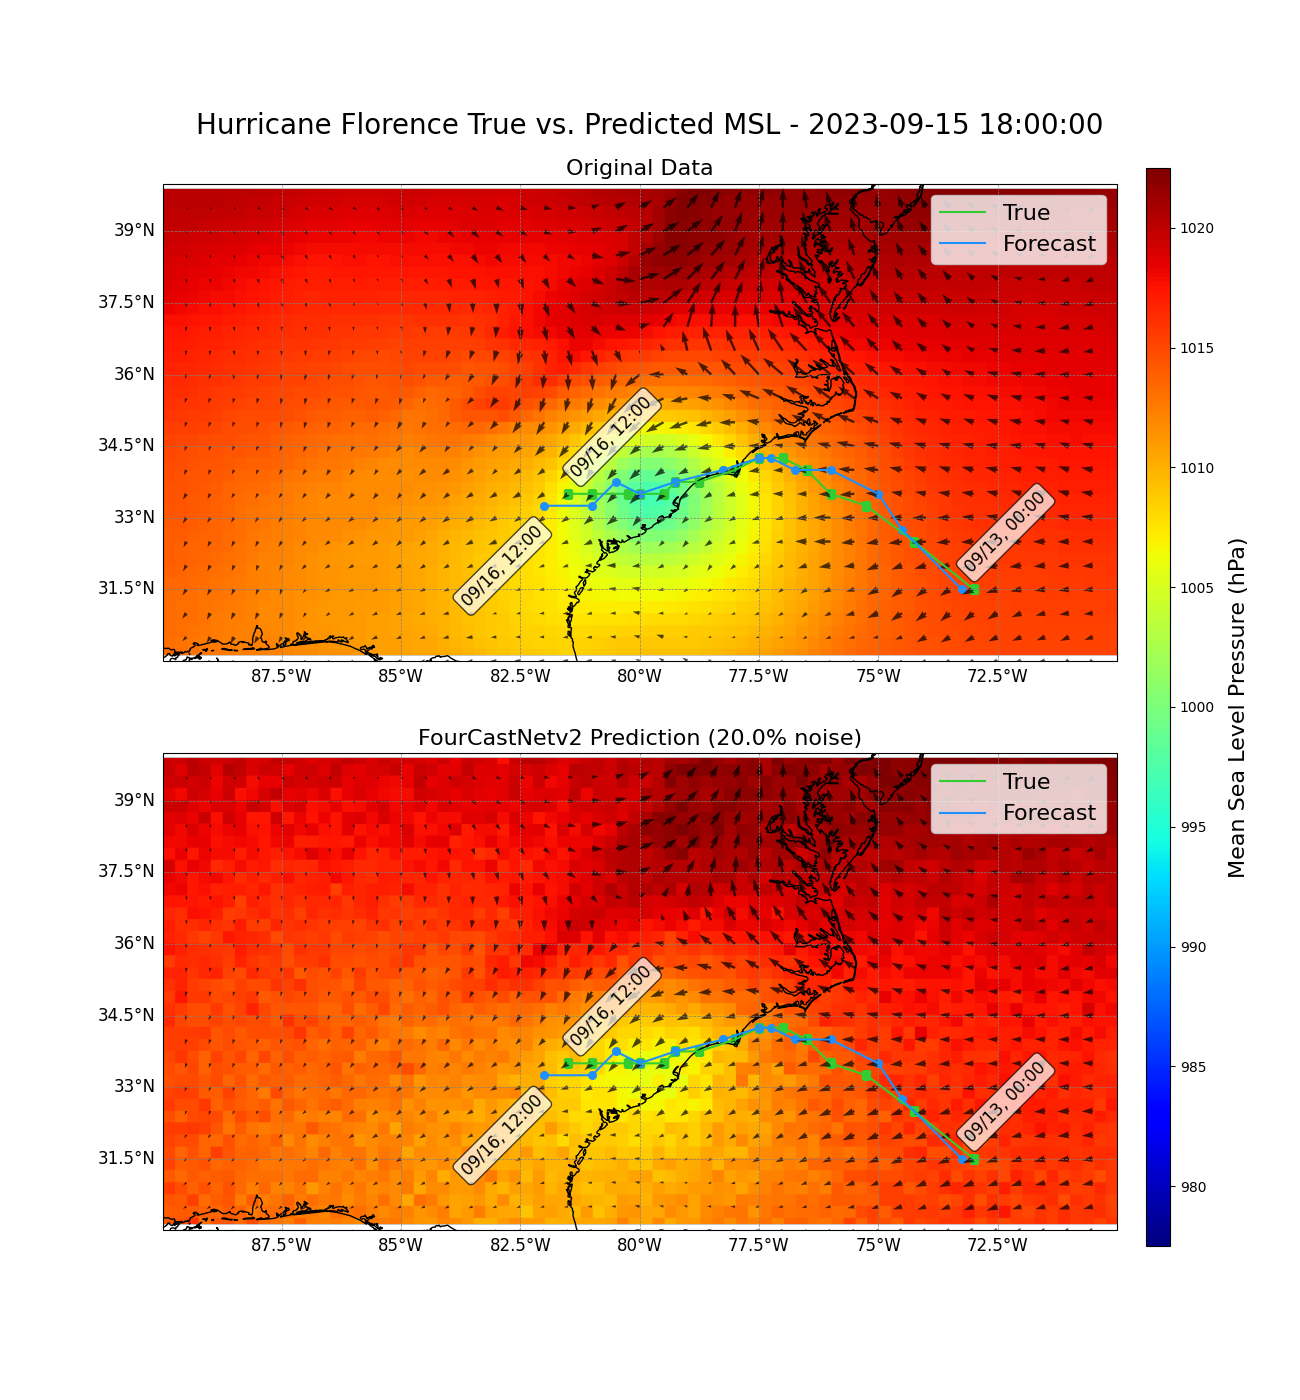 Hurricane Florence True vs. Predicted MSL - 2023-09-15 18:00:00
Original Data
True
Forecast
39°N
37.5°N
36°N
34.5°N
33°N
31.5°N
09/16, 12:00
09/16, 12:00
09/13, 00:00
87.5°W 85°W 82.5°W 80°W 77.5°W 75°W 72.5°W
FourCastNetv2 Prediction (20.0% noise)
True
Forecast
39°N
37.5°N
36°N
34.5°N
33°N
31.5°N
09/16, 12:00
09/16, 12:00
09/13, 00:00
87.5°W 85°W 82.5°W 80°W 77.5°W 75°W 72.5°W
1020
1015
1010
1005
1000
995
990
985
980
Mean Sea Level Pressure (hPa)